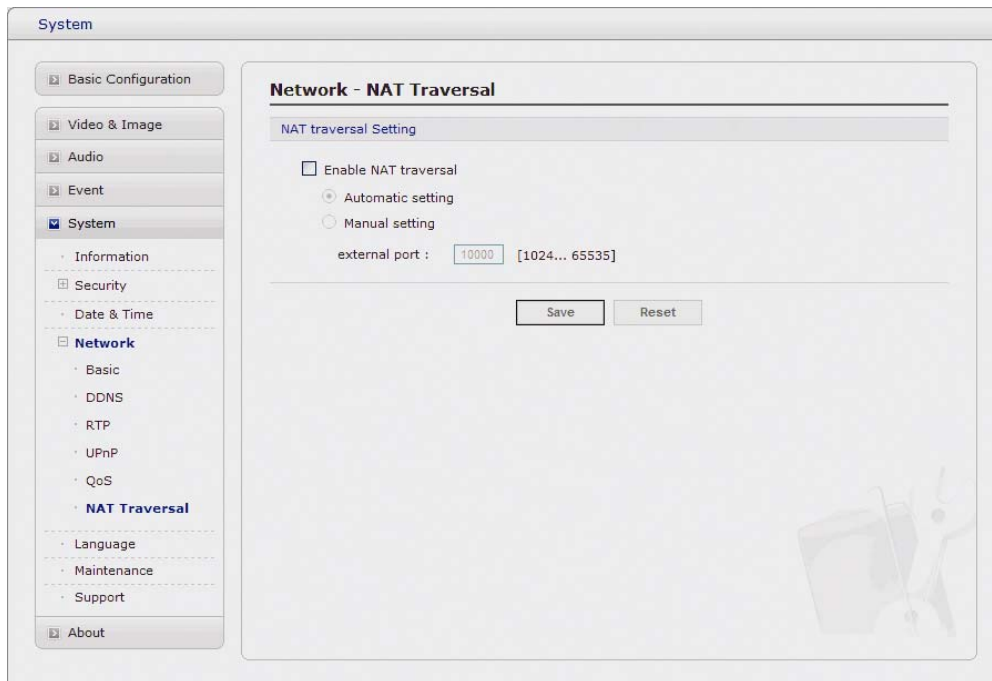 System
Basic Configuration
Video & Image
Audio
Event
System
Information
Security
Date & Time
Network
Basic
DDNS
RTP
UPnP
QoS
NAT Traversal
Language
Maintenance
Support
About
Network - NAT Traversal
NAT traversal Setting
Enable NAT traversal
Automatic setting
Manual setting
external port : 10000 [1024... 65535]
Save Reset